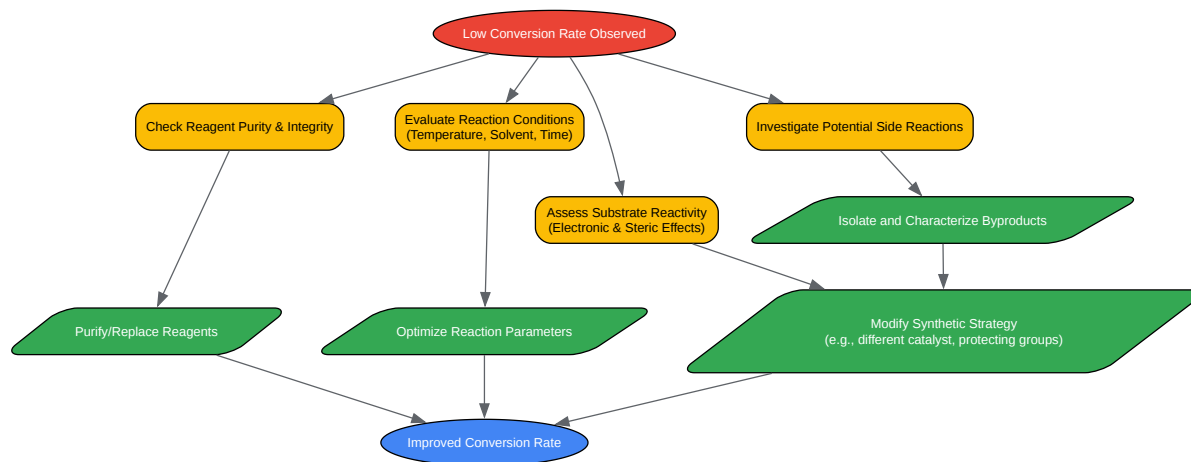 Low Conversion Rate Observed
Check Reagent Purity & Integrity
Evaluate Reaction Conditions
(Temperature, Solvent, Time)
Investigate Potential Side Reactions
Assess Substrate Reactivity
(Electronic & Steric Effects)
Isolate and Characterize Byproducts
Purify/Replace Reagents
Optimize Reaction Parameters
Modify Synthetic Strategy
(e.g., different catalyst, protecting groups)
Improved Conversion Rate